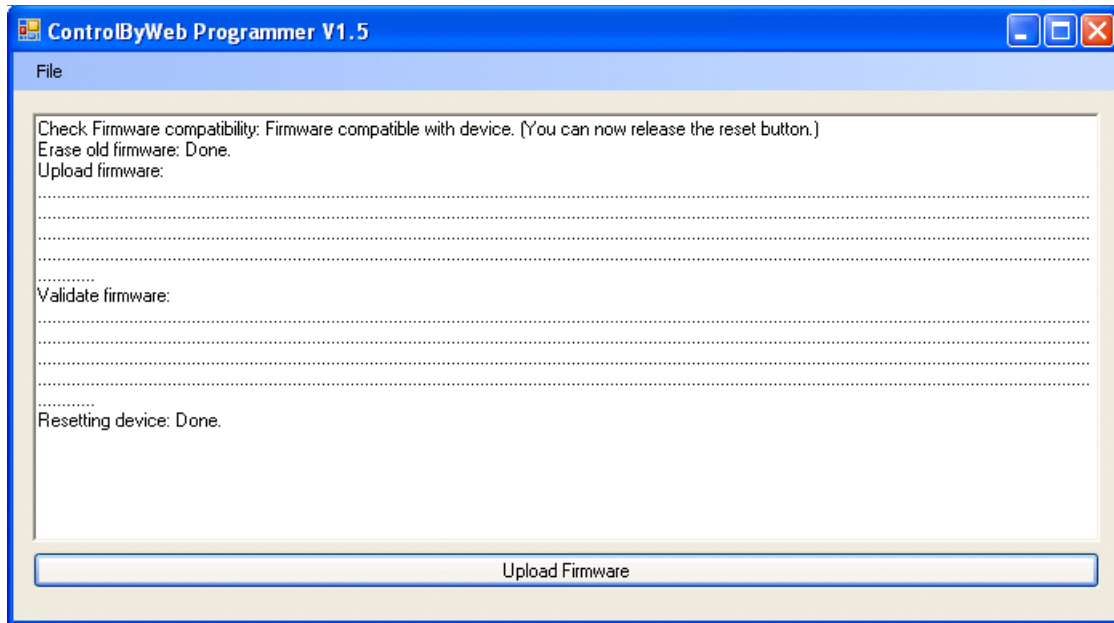 ControlByWeb Programmer V1.5
File
Check Firmware compatibility: Firmware compatible with device. (You can now release the reset button.)
Erase old firmware: Done.
Upload firmware:
Validate firmware:
Resetting device: Done.
Upload Firmware